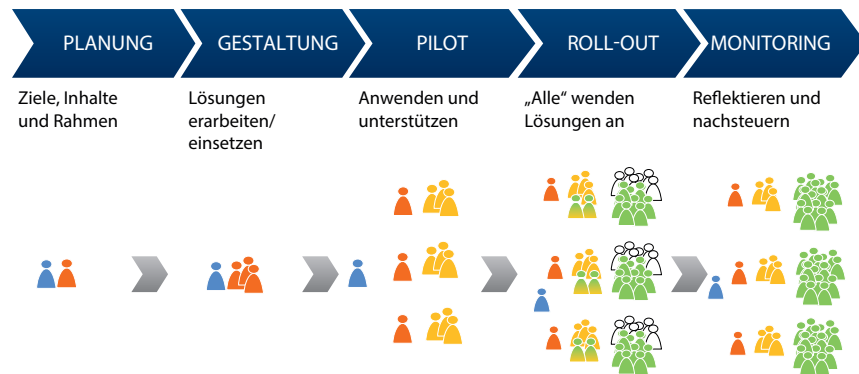 PLANUNG
GESTALTUNG
PILOT
ROLL-OUT
MONITORING
Ziele, Inhalte
und Rahmen
Lösungen
erarbeiten/
einsetzen
Anwenden und
unterstützen
„Alle“ wenden
Lösungen an
Reflektieren und
nachsteuern